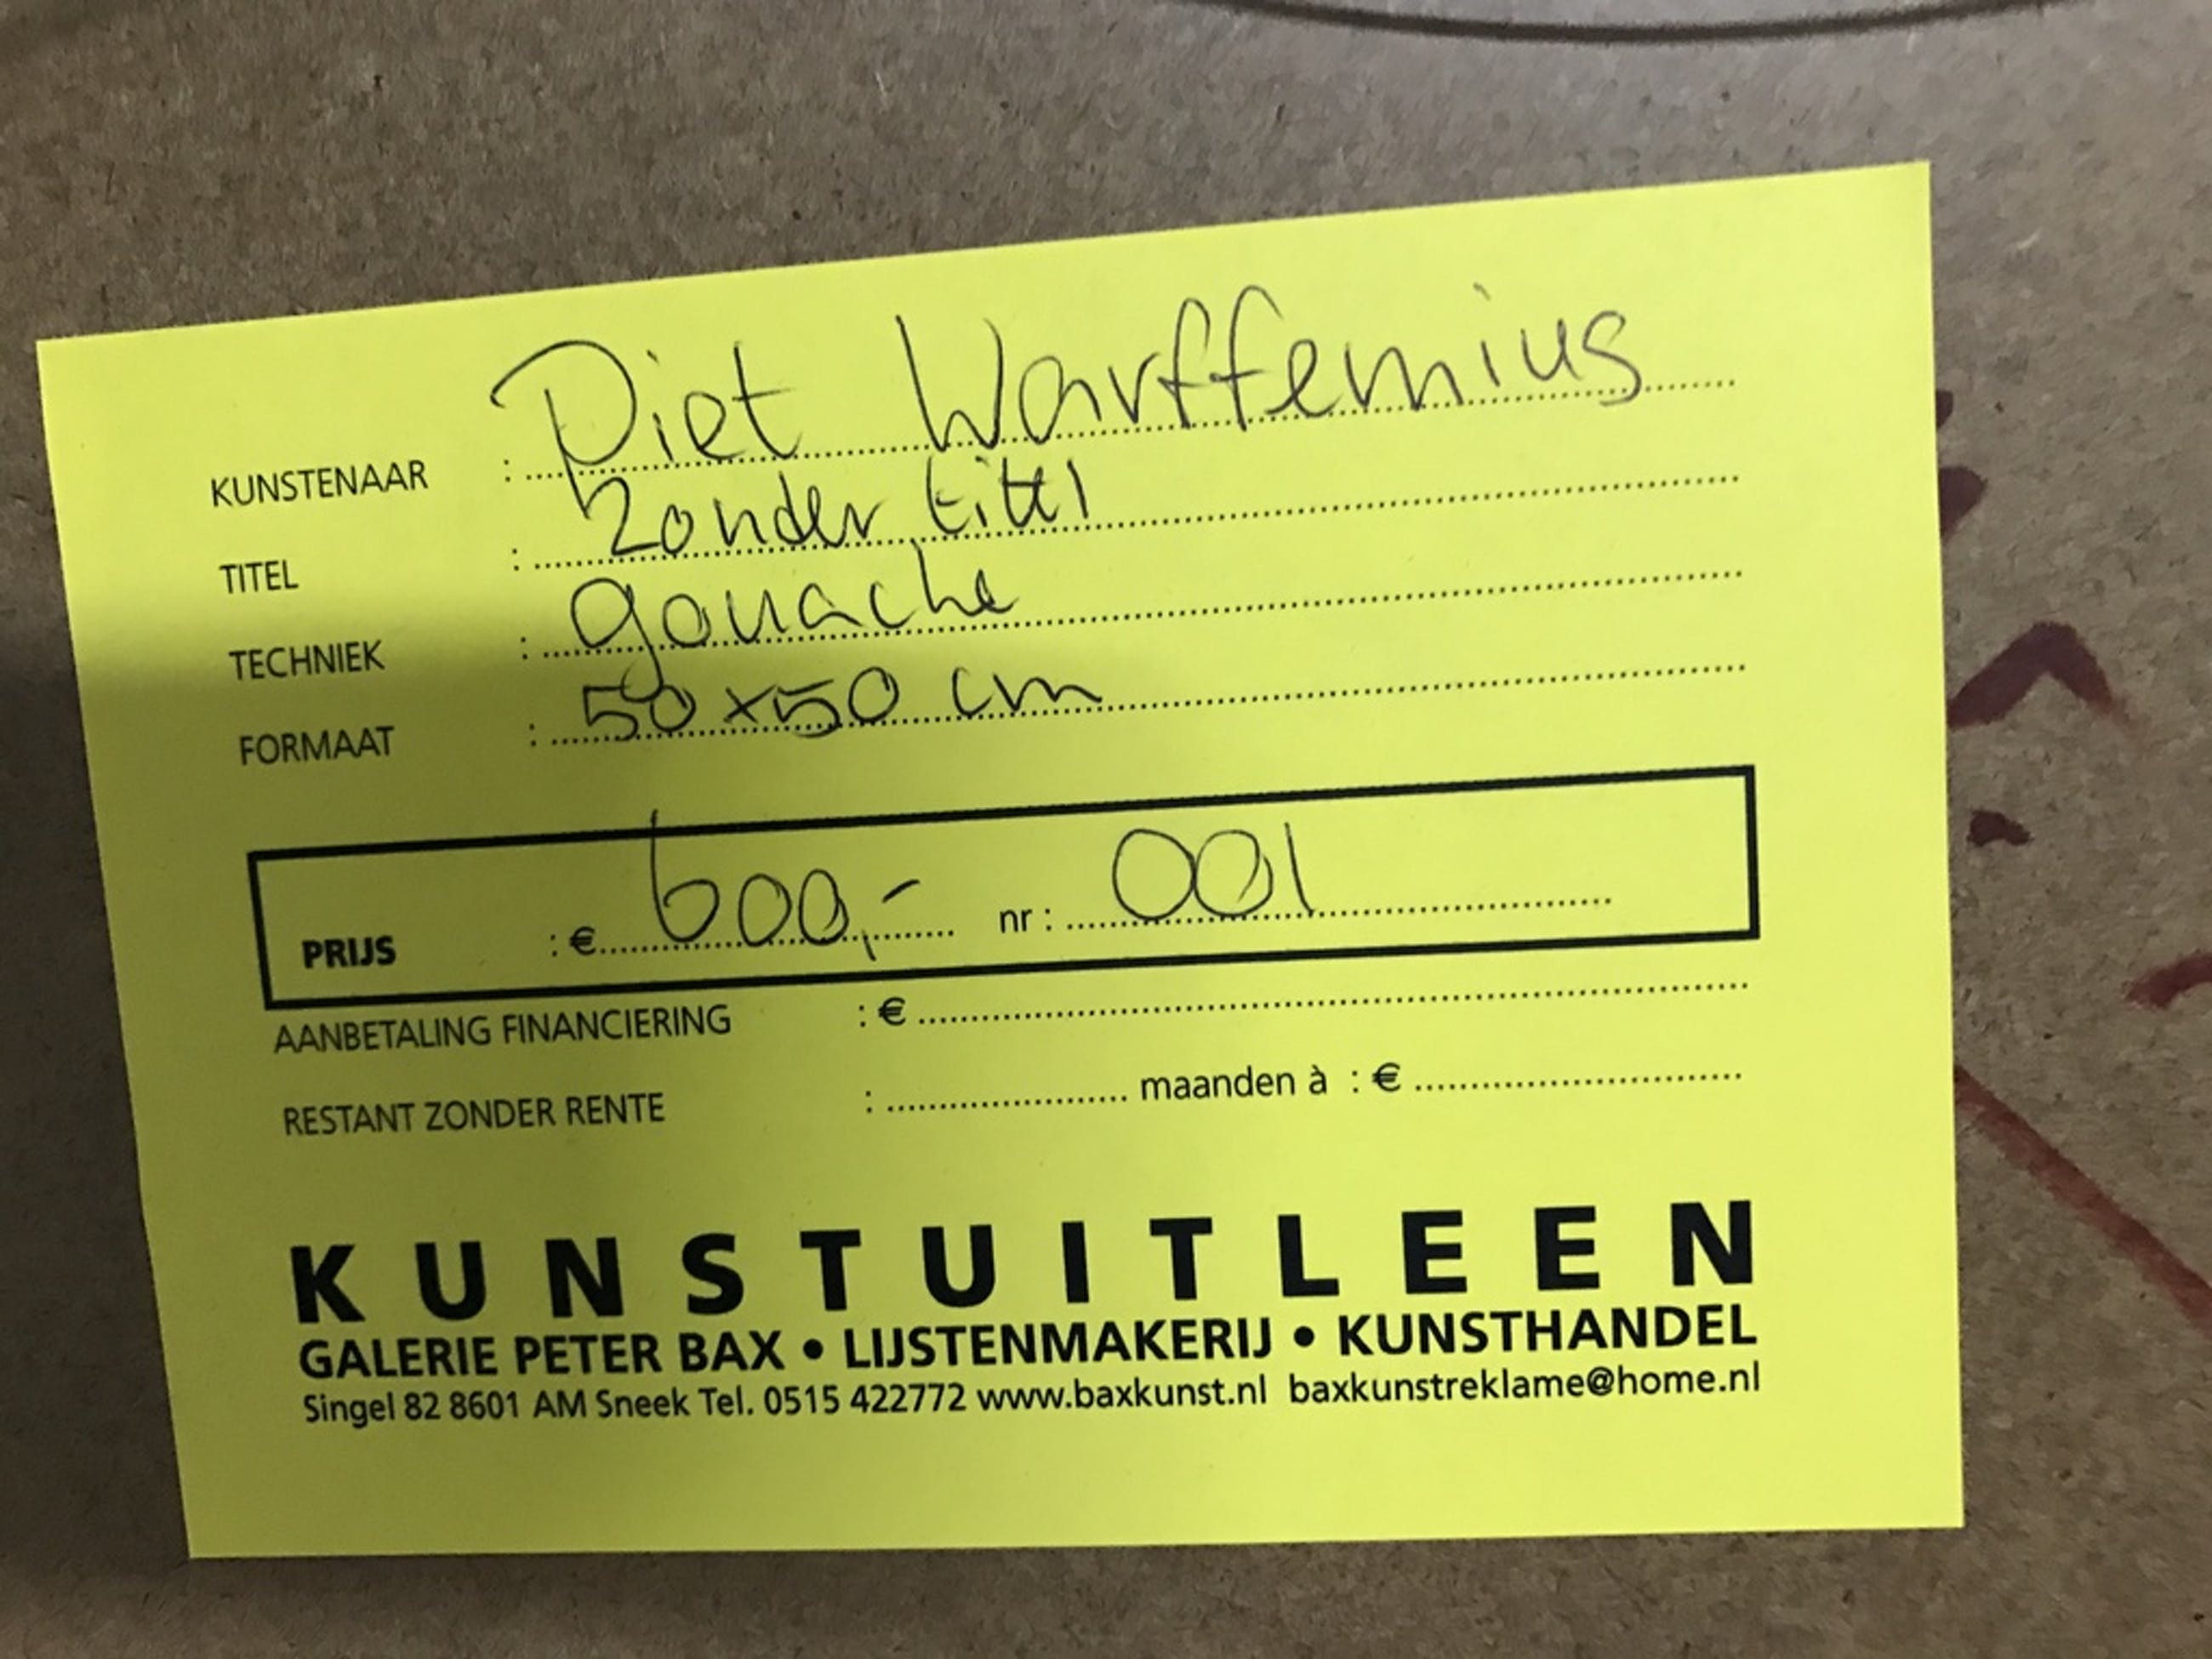 KUNSTENAAR : Piet Warffemius
TITEL : Zonder titel
TECHNIEK : gouache
FORMAAT : 50x50 cm
PRIJS : € 600,- nr : 001
AANBETALING FINANCIERING : €
RESTANT ZONDER RENTE : maanden à : €
KUNSTUITLEEN
GALERIE PETER BAX • LIJSTENMAKERIJ • KUNSTHANDEL
Singel 82 8601 AM Sneek Tel. 0515 422772 www.baxkunst.nl baxkunstreklame@home.nl